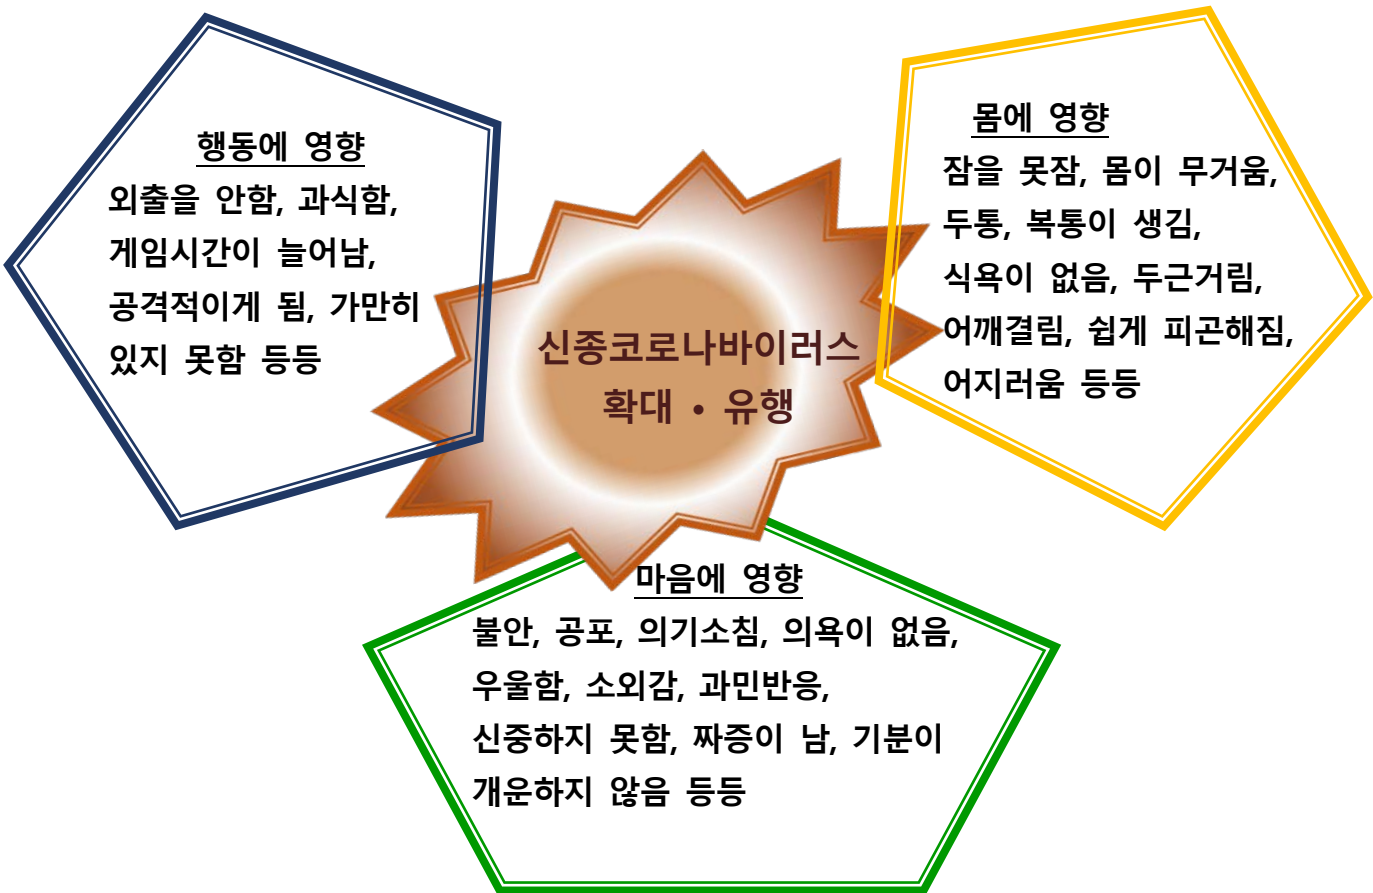 행동에 영향
외출을 안함, 과식함,
게임시간이 늘어남,
공격적이게 됨, 가만히
있지 못함 등등
몸에 영향
잠을 못잠, 몸이 무거움,
두통, 복통이 생김,
식욕이 없음, 두근거림,
어깨결림, 쉽게 피곤해짐,
어지러움 등등
신종코로나바이러스
확대 • 유행
마음에 영향
불안, 공포, 의기소침, 의욕이 없음,
우울함, 소외감, 과민반응,
신중하지 못함, 짜증이 남, 기분이
개운하지 않음 등등